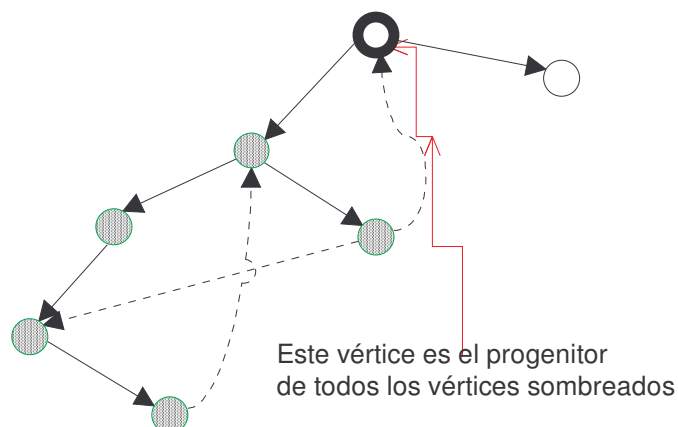 Este vértice es el progenitor
de todos los vértices sombreados